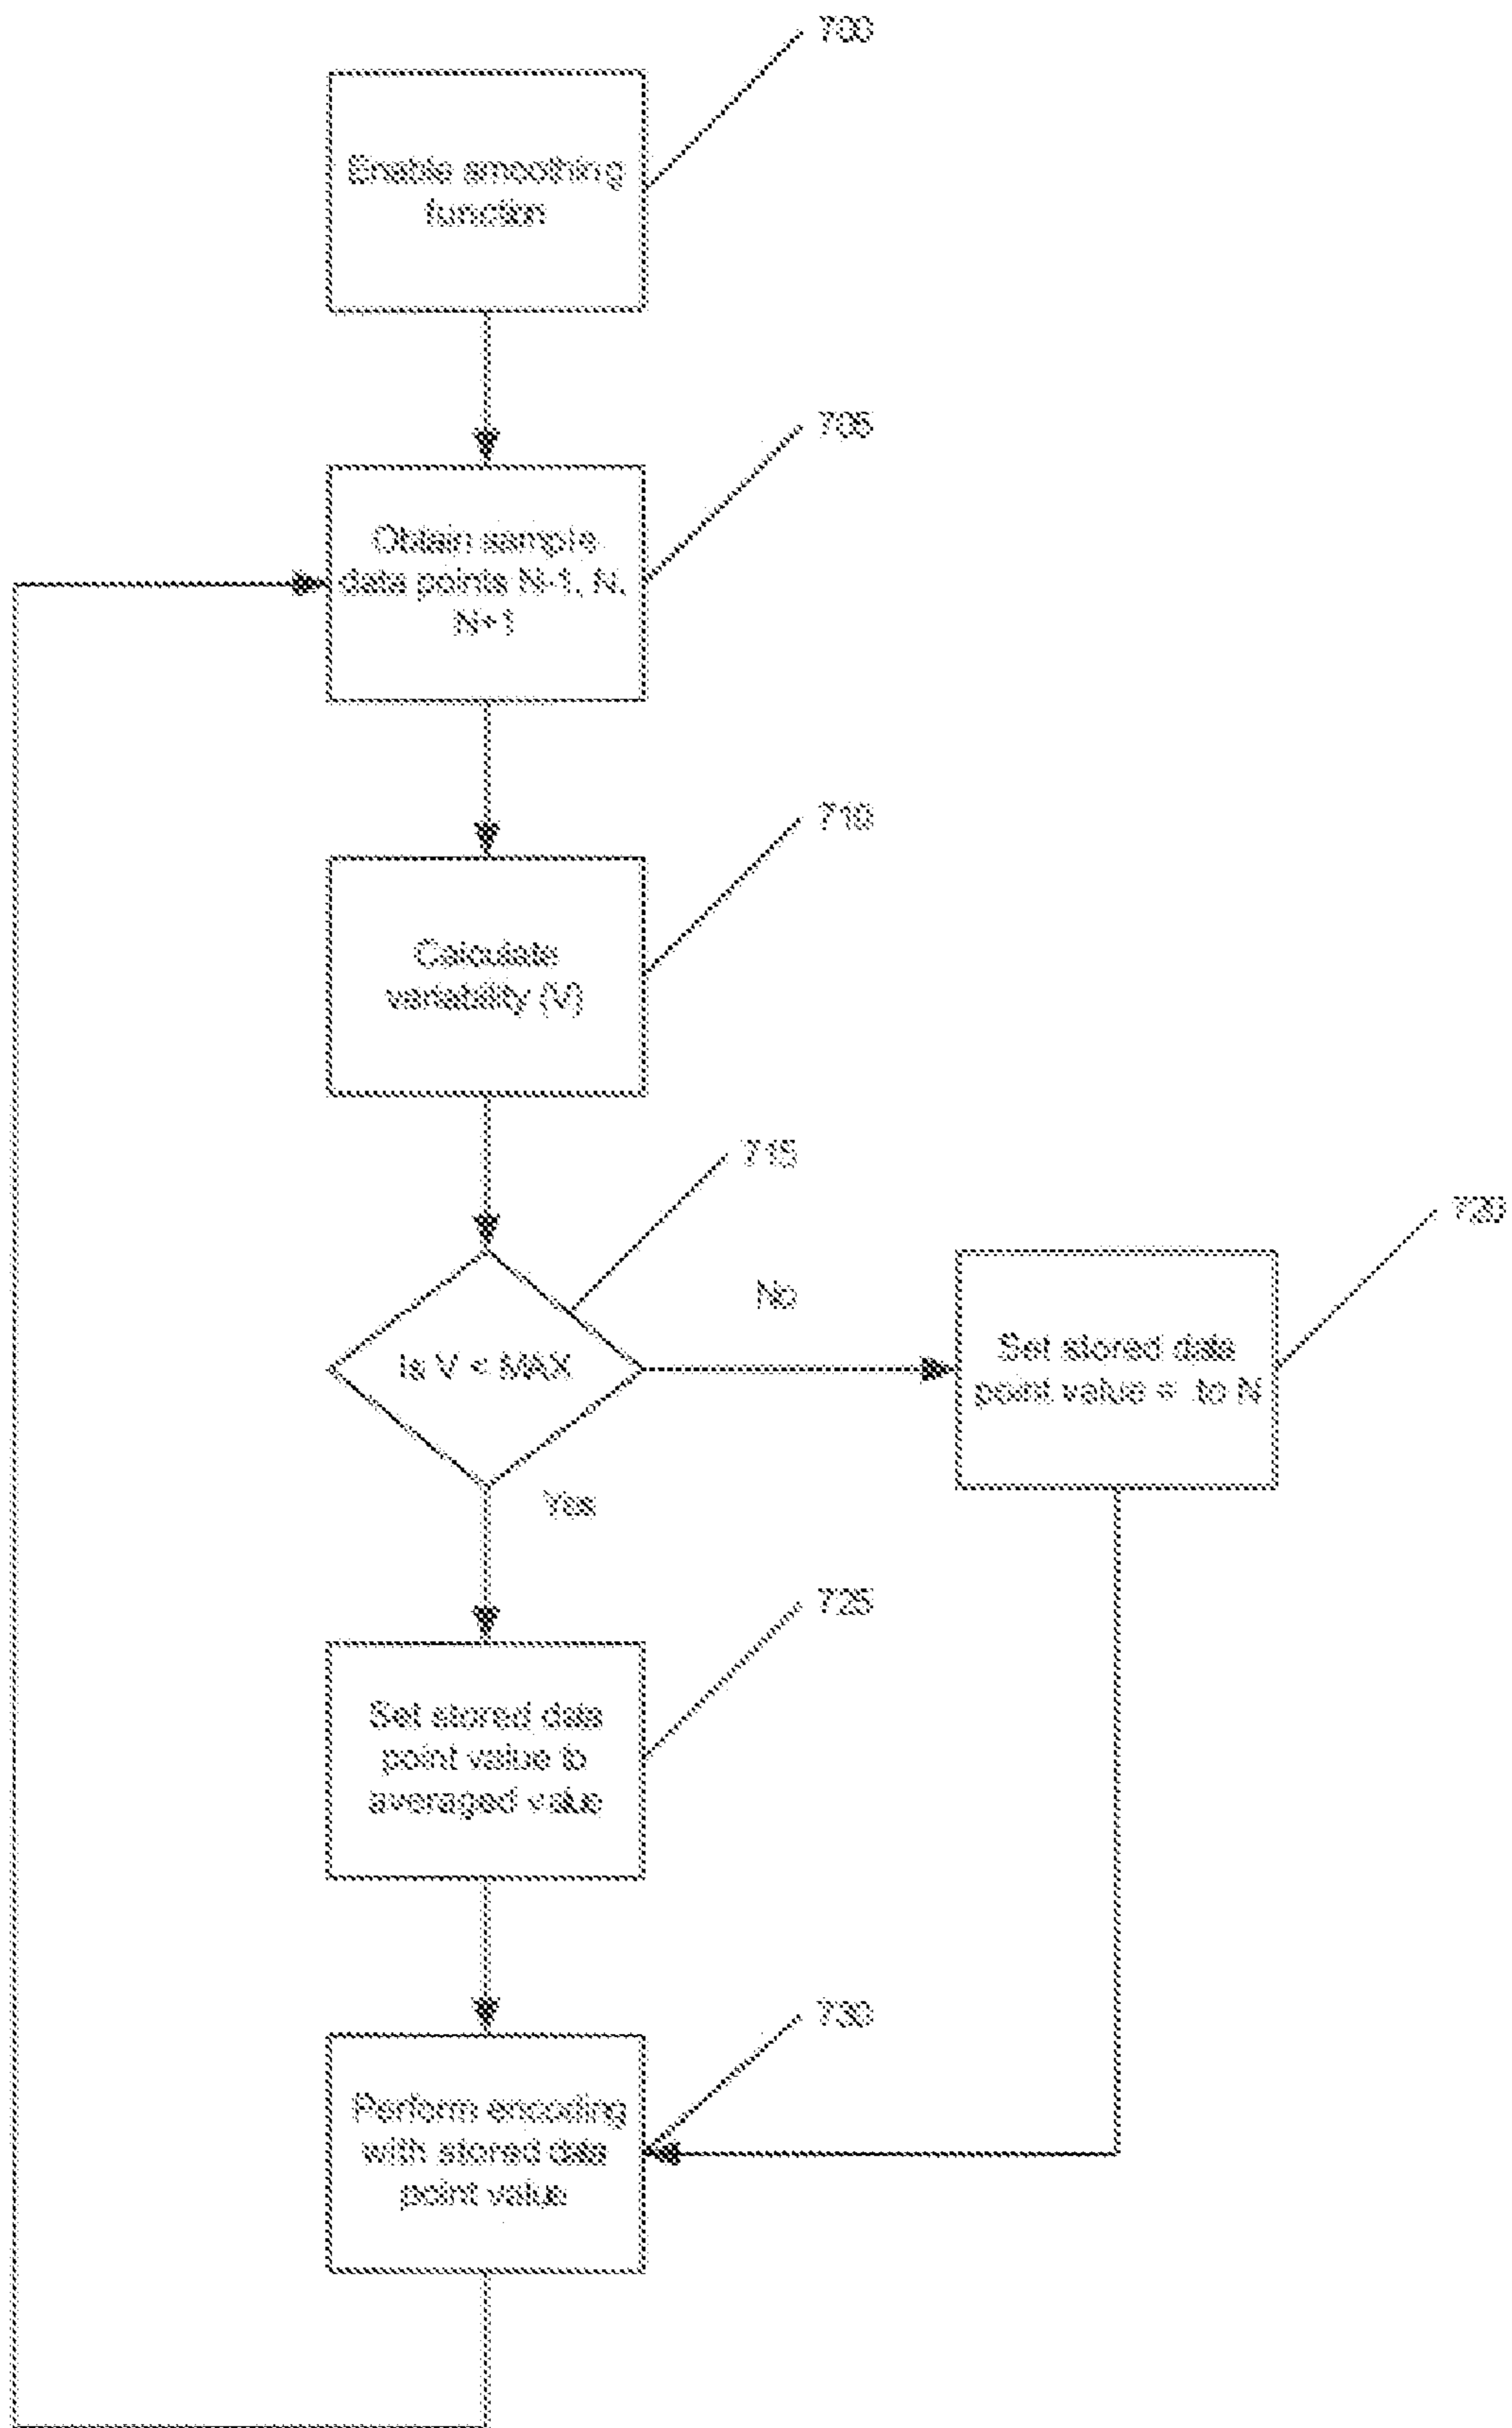 700
Enable smoothing
function
705
Obtain sample
data points N-1, N,
N+1
710
Calculate
variability (V)
715
720
No
Is V < MAX
Set stored data
point value = to N
Yes
725
Set stored data
point value to
averaged value
730
Perform encoding
with stored data
point value